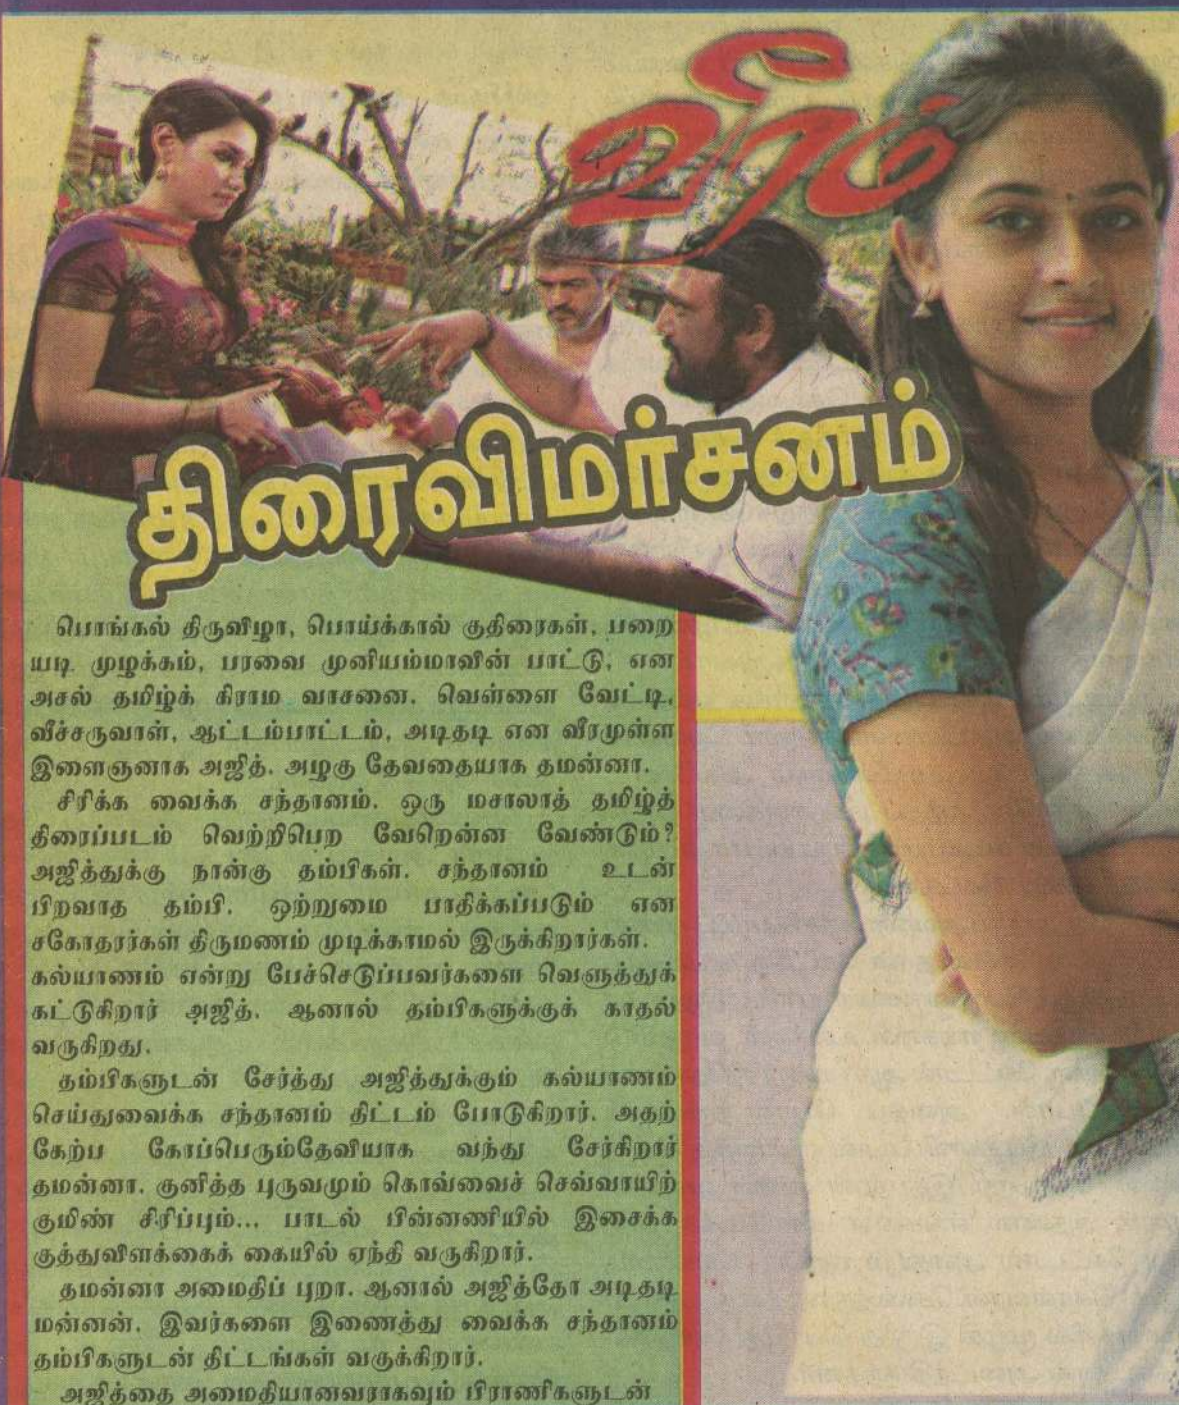 வீரம்
திரைவிமர்சனம்
பொங்கல் திருவிழா, பொய்க்கால் குதிரைகள், பறை
யடி முழக்கம், பரவை முனியம்மாவின் பாட்டு, என
அசல் தமிழ்க் கிராம வாசனை. வெள்ளை வேட்டி,
வீச்சருவாள், ஆட்டம்பாட்டம், அடிதடி என வீரமுள்ள
இளைஞனாக அஜித். அழகு தேவதையாக தமன்னா.
சிரிக்க வைக்க சந்தானம். ஒரு மசாலாத் தமிழ்த்
திரைப்படம் வெற்றிபெற வேறென்ன வேண்டும்?
அஜித்துக்கு நான்கு தம்பிகள். சந்தானம் உடன்
பிறவாத தம்பி. ஒற்றுமை பாதிக்கப்படும் என
சகோதரர்கள் திருமணம் முடிக்காமல் இருக்கிறார்கள்.
கல்யாணம் என்று பேச்செடுப்பவர்களை வெளுத்துக்
கட்டுகிறார் அஜித். ஆனால் தம்பிகளுக்குக் காதல்
வருகிறது.
தம்பிகளுடன் சேர்த்து அஜித்துக்கும் கல்யாணம்
செய்துவைக்க சந்தானம் திட்டம் போடுகிறார். அதற்
கேற்ப கோப்பெரும்தேவியாக வந்து சேர்கிறார்
தமன்னா. குனித்த புருவமும் கொவ்வைச் செவ்வாயிற்
குமிண் சிரிப்பும்... பாடல் பின்னணியில் இசைக்க
குத்துவிளக்கைக் கையில் ஏந்தி வருகிறார்.
தமன்னா அமைதிப் புறா. ஆனால் அஜித்தோ அடிதடி
மன்னன். இவர்களை இணைத்து வைக்க சந்தானம்
தம்பிகளுடன் திட்டங்கள் வகுக்கிறார்.
அஜித்தை அமைதியானவராகவும் பிராணிகளுடன்